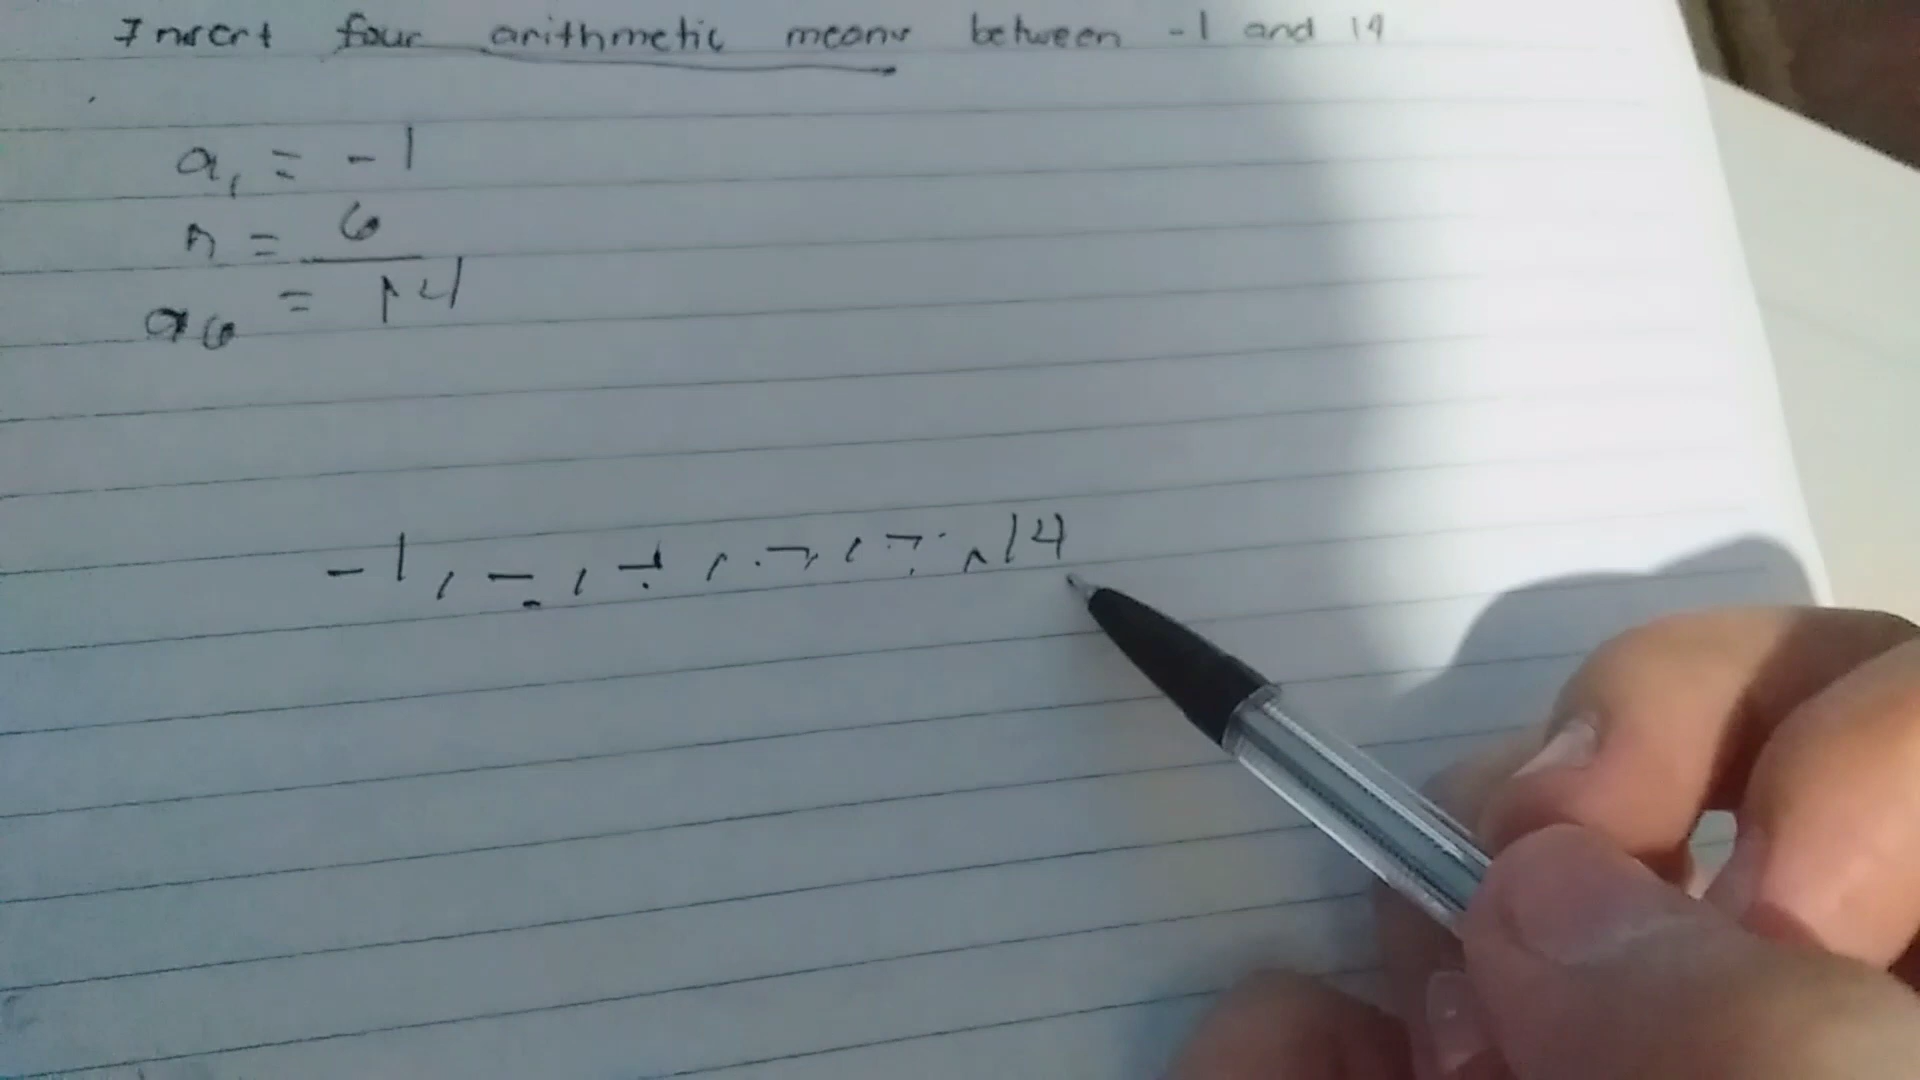 Insert four arithmetic means between -1 and 14
a₁ = -1
n = 6
a₆ = 14
-1, _, _, _, _, 14